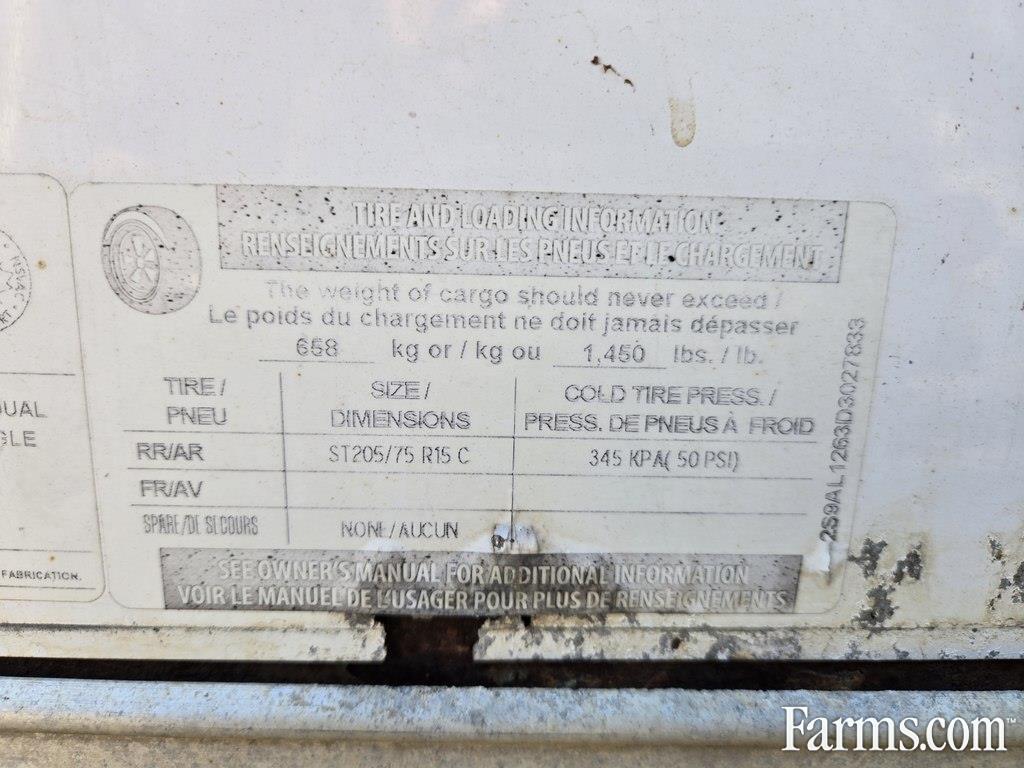 TIRE AND LOADING INFORMATION
RENSEIGNEMENTS SUR LES PNEUS ET LE CHARGEMENT
The weight of cargo should never exceed /
Le poids du chargement ne doit jamais dépasser
658 kg or / kg ou 1,450 lbs. / lb.
TIRE / SIZE / COLD TIRE PRESS. /
PNEU DIMENSIONS PRESS. DE PNEUS À FROID
RR/AR ST205/75 R15 C 345 KPA( 50 PSI)
FR/AV
SPARE/DE SECOURS NONE/AUCUN
SEE OWNER'S MANUAL FOR ADDITIONAL INFORMATION
VOIR LE MANUEL DE L'USAGER POUR PLUS DE RENSEIGNEMENTS
2S9AL1263D3027833
FABRICATION.
Farms.com™